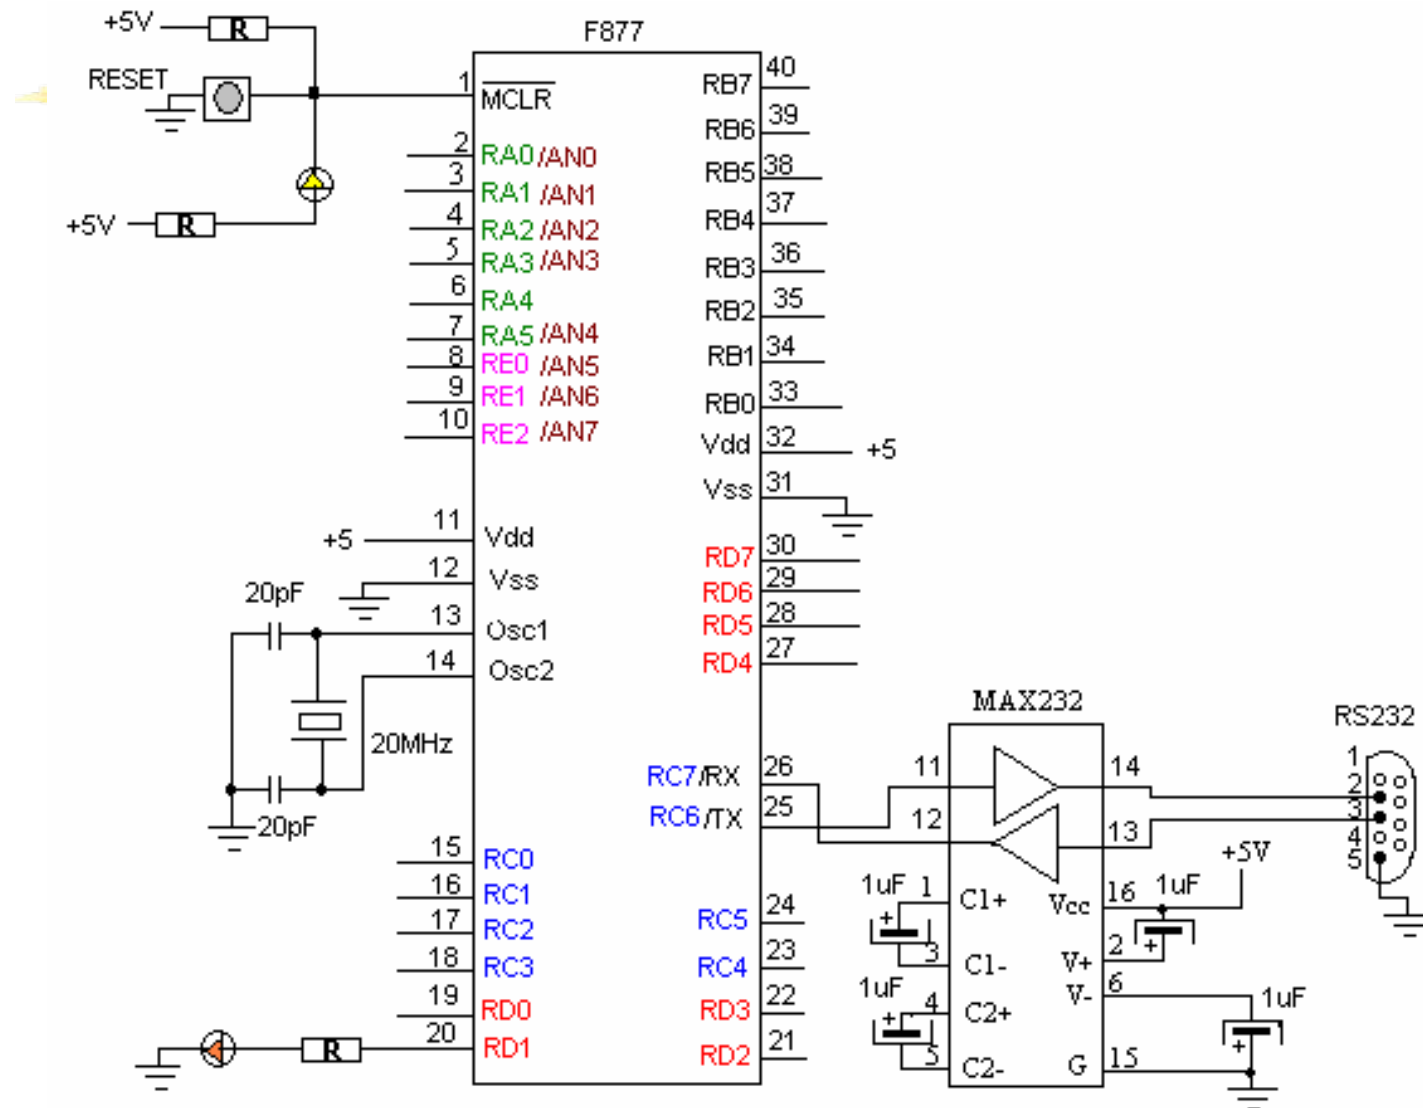 F877
+5V R
RESET
+5V R
1 MCLR
2 RA0/AN0
3 RA1/AN1
4 RA2/AN2
5 RA3/AN3
6 RA4
7 RA5/AN4
8 RE0/AN5
9 RE1/AN6
10 RE2/AN7
+5 11 Vdd
12 Vss
20pF
13 Osc1
14 Osc2
20MHz
20pF
15 RC0
16 RC1
17 RC2
18 RC3
19 RD0
R 20 RD1
RB7 40
RB6 39
RB5 38
RB4 37
RB3 36
RB2 35
RB1 34
RB0 33
Vdd 32 +5
Vss 31
RD7 30
RD6 29
RD5 28
RD4 27
RC7/RX 26
RC6/TX 25
RC5 24
RC4 23
RD3 22
RD2 21
MAX232
11 14
12 13
1uF + 1 C1+
3 C1-
1uF + 4 C2+
5 C2-
+5V
Vcc 16 1uF
V+ 2 +
V- 6 1uF
+
G 15
RS232
1
2
3
4
5